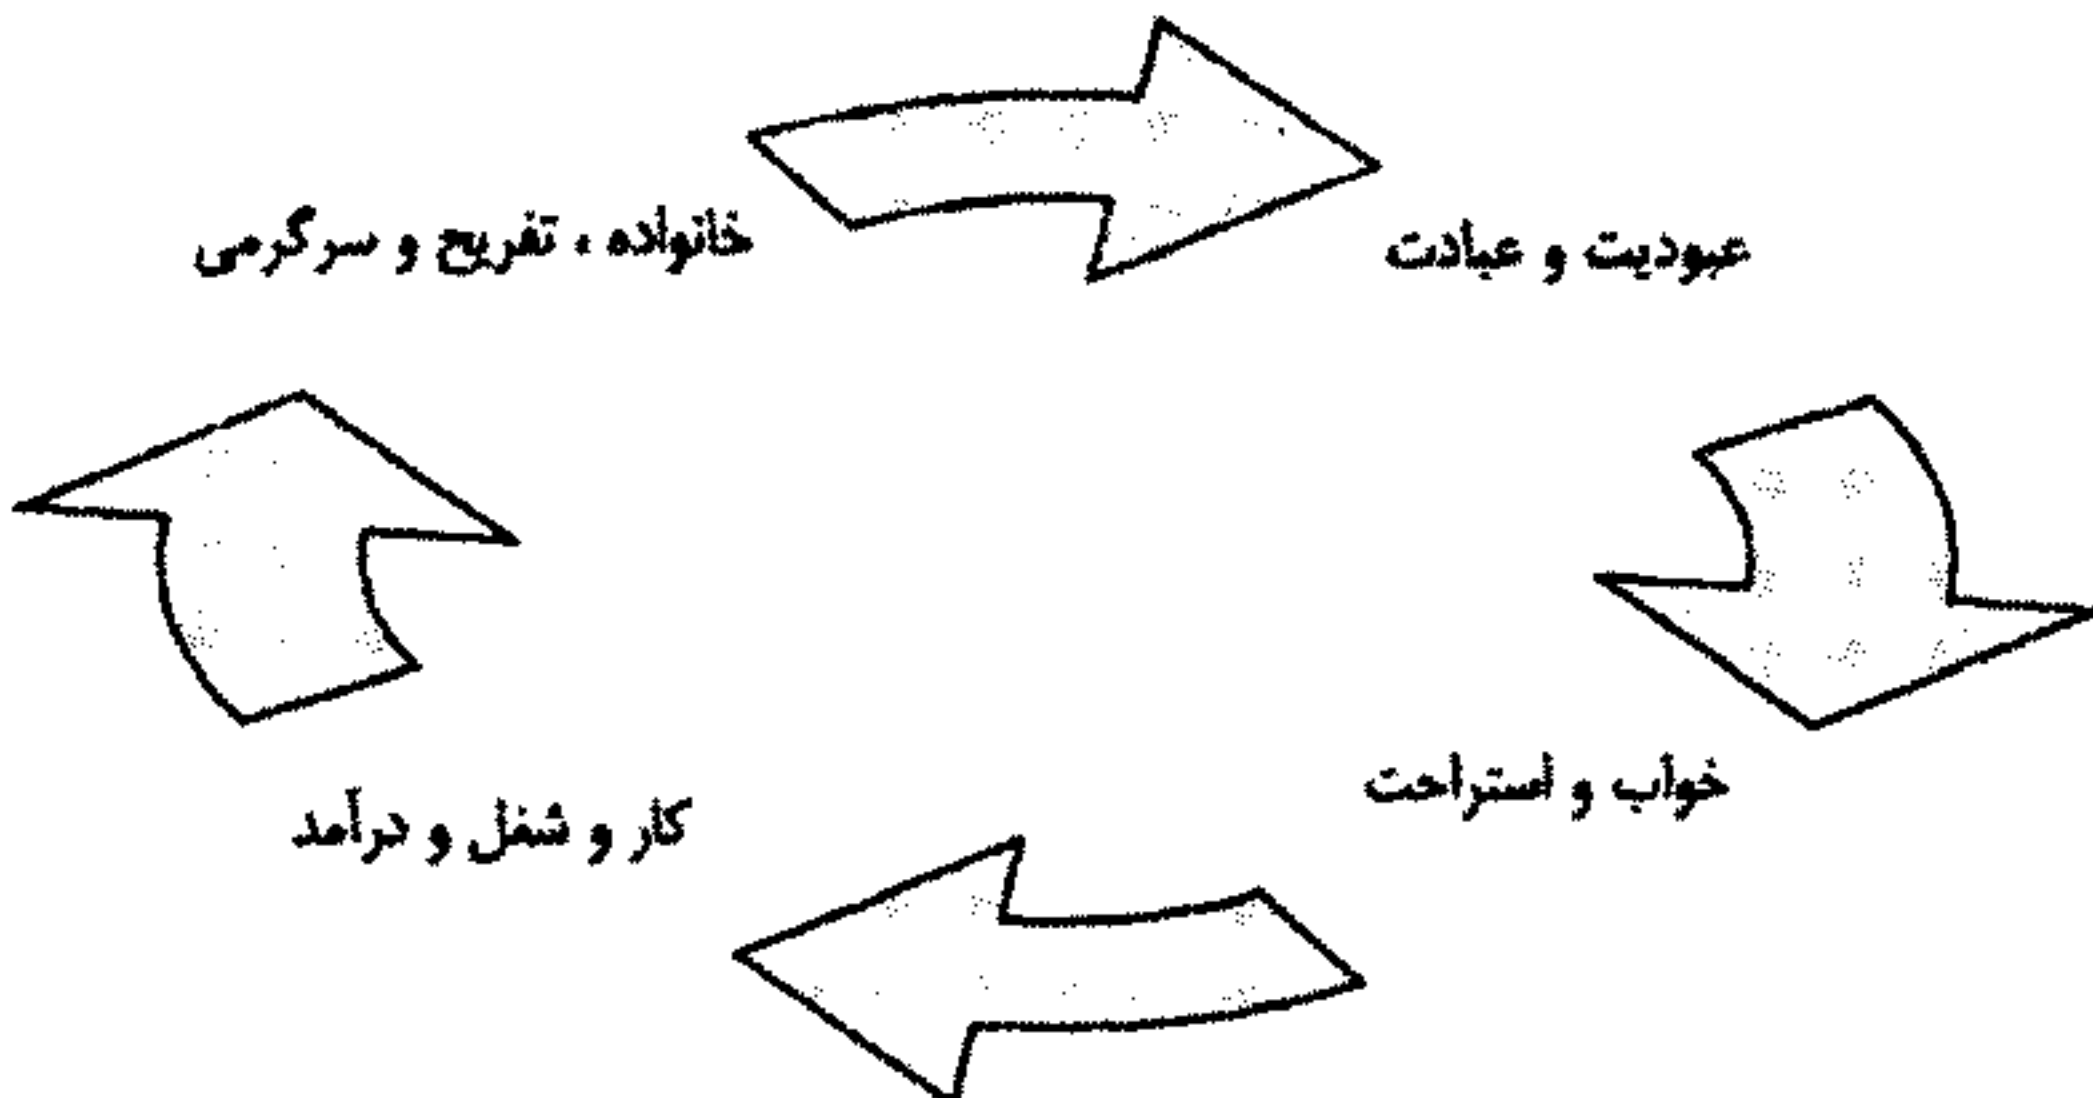 عبودیت و عبادت
خانواده ، تفریح و سرگرمی
خواب و استراحت
کار و شغل و درآمد